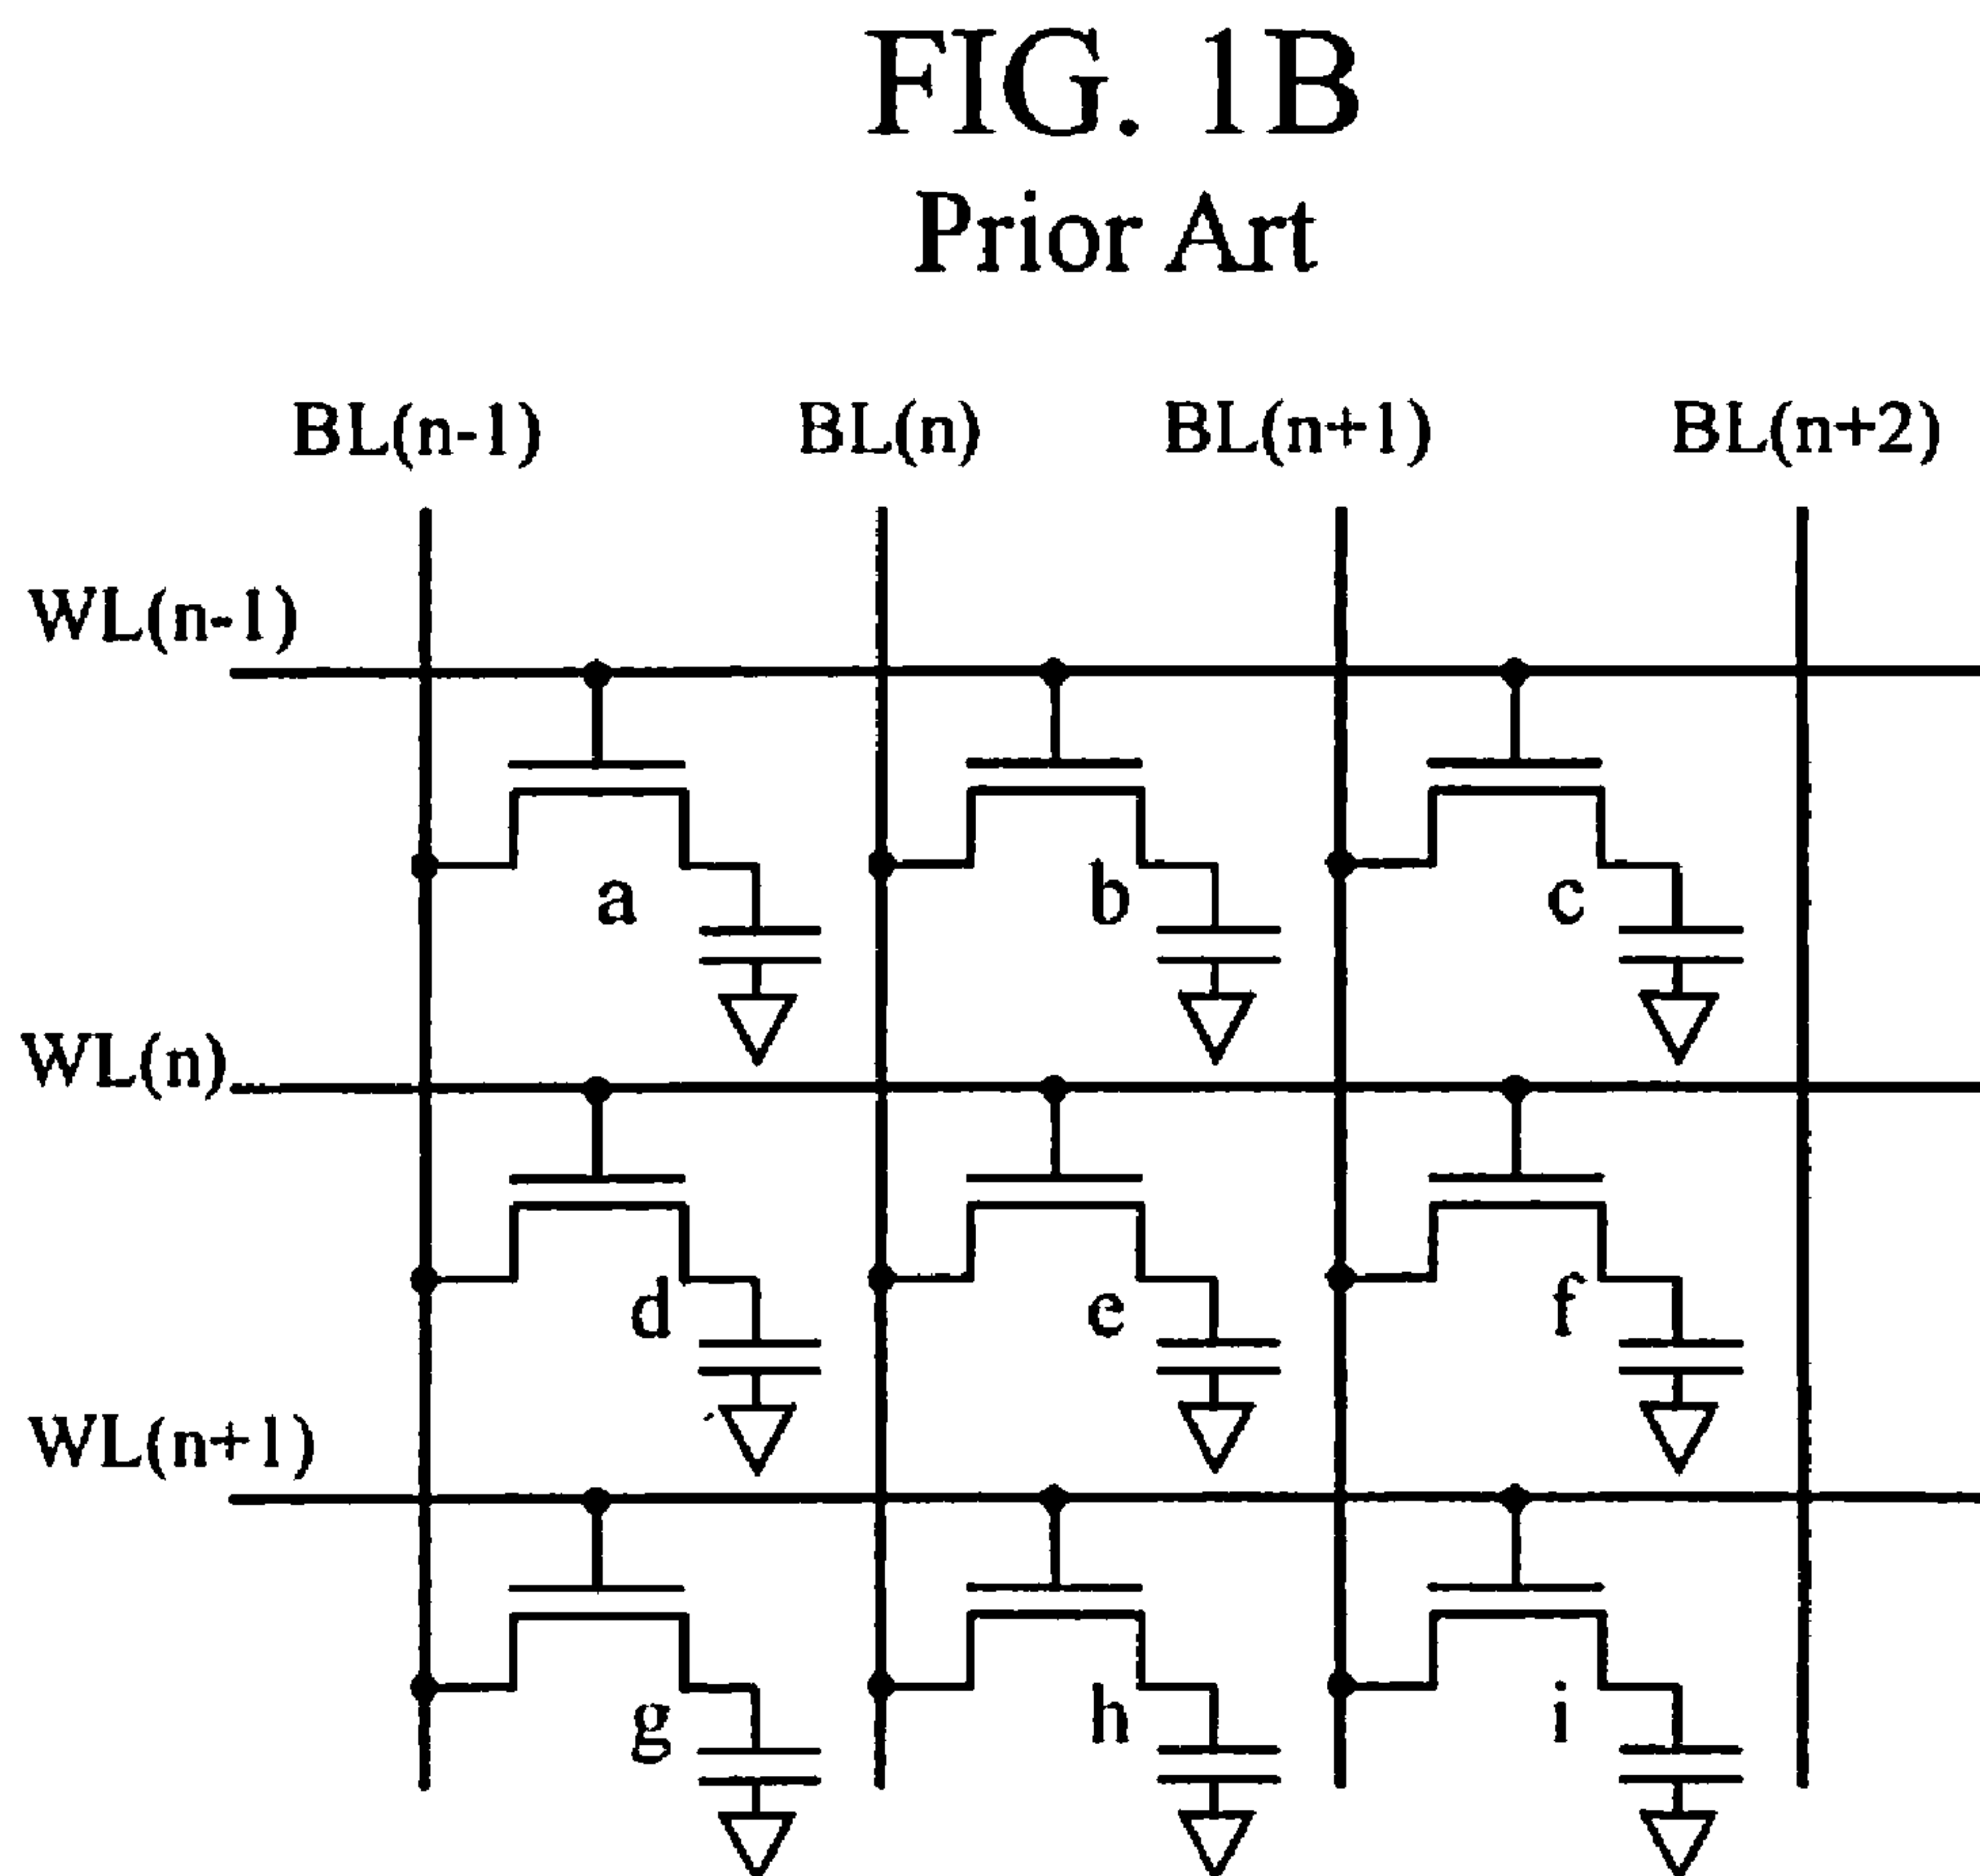 FIG. 1B
Prior Art
BL(n-1) BL(n) BL(n+1) BL(n+2)
WL(n-1)
a b c
WL(n)
d e f
WL(n+1)
g h i